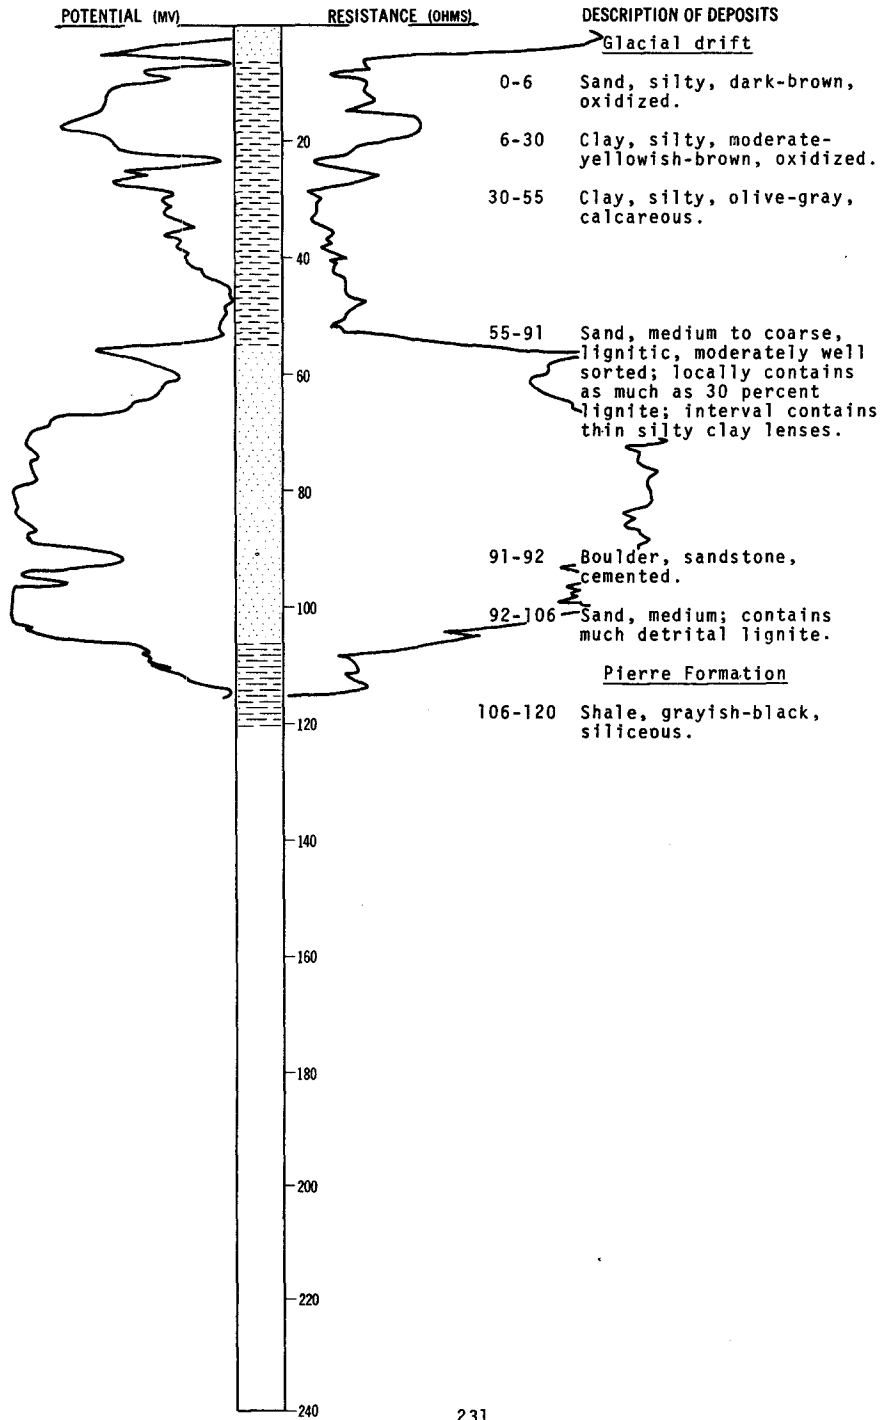 POTENTIAL (MV) RESISTANCE (OHMS) DESCRIPTION OF DEPOSITS
Glacial drift
0-6 Sand, silty, dark-brown,
oxidized.
20
6-30 Clay, silty, moderate-
yellowish-brown, oxidized.
30-55 Clay, silty, olive-gray,
calcareous.
40
55-91 Sand, medium to coarse,
lignitic, moderately well
sorted; locally contains
60
as much as 30 percent
lignite; interval contains
thin silty clay lenses.
80
91-92 Boulder, sandstone,
cemented.
100
92-106 Sand, medium; contains
much detrital lignite.
Pierre Formation
106-120 Shale, grayish-black,
siliceous.
120
140
160
180
200
220
240
231